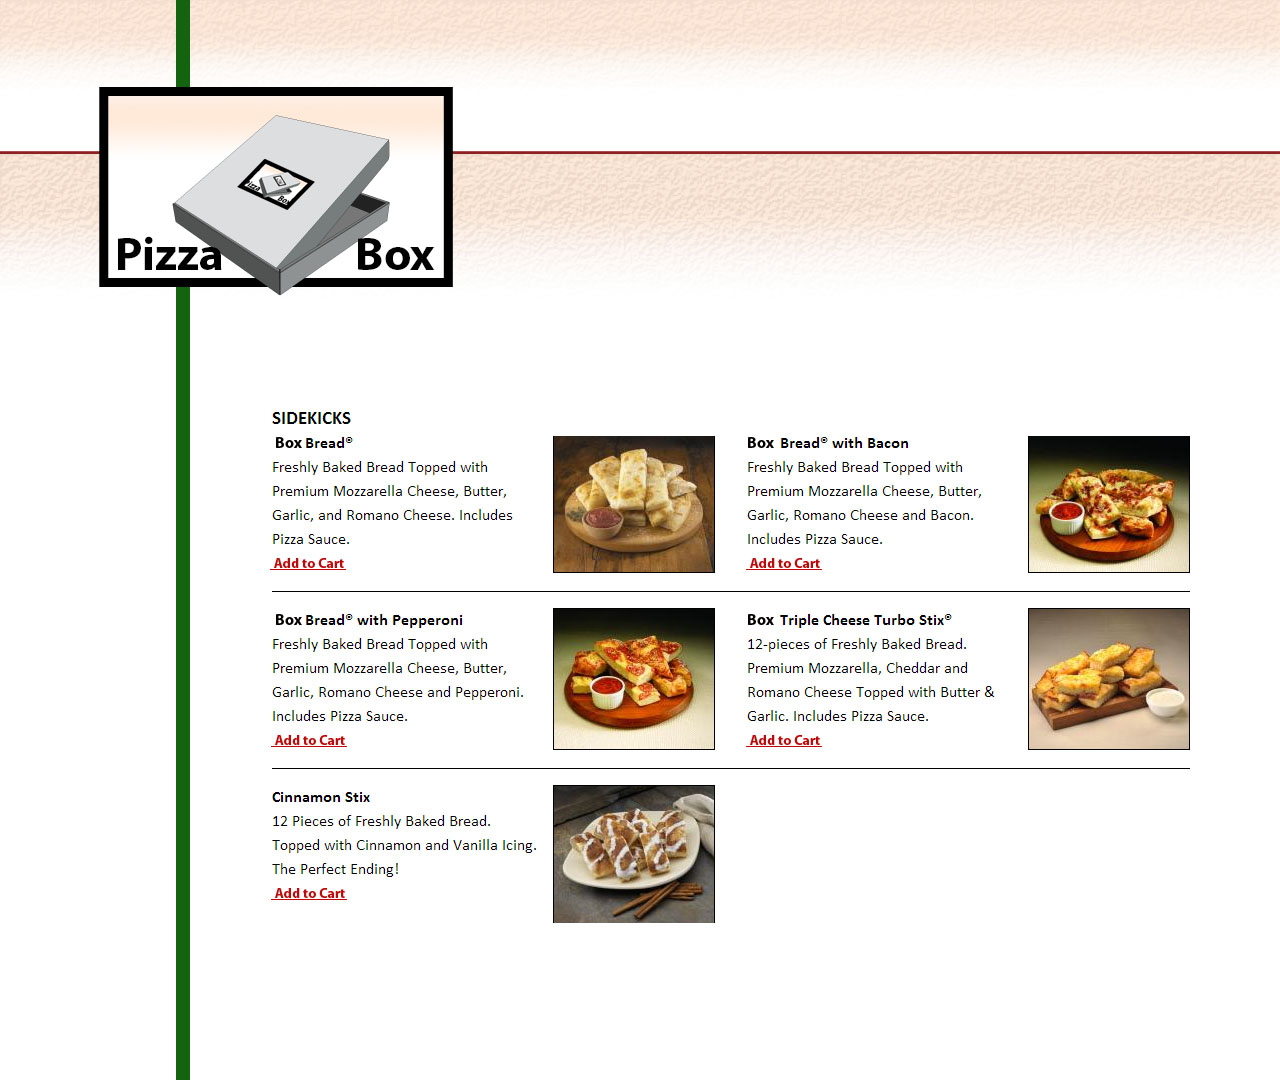 Pizza Box
Pizza Box
SIDEKICKS
Box Bread®
Freshly Baked Bread Topped with
Premium Mozzarella Cheese, Butter,
Garlic, and Romano Cheese. Includes
Pizza Sauce.
Add to Cart
Box Bread® with Bacon
Freshly Baked Bread Topped with
Premium Mozzarella Cheese, Butter,
Garlic, Romano Cheese and Bacon.
Includes Pizza Sauce.
Add to Cart
Box Bread® with Pepperoni
Freshly Baked Bread Topped with
Premium Mozzarella Cheese, Butter,
Garlic, Romano Cheese and Pepperoni.
Includes Pizza Sauce.
Add to Cart
Box Triple Cheese Turbo Stix®
12-pieces of Freshly Baked Bread.
Premium Mozzarella, Cheddar and
Romano Cheese Topped with Butter &
Garlic. Includes Pizza Sauce.
Add to Cart
Cinnamon Stix
12 Pieces of Freshly Baked Bread.
Topped with Cinnamon and Vanilla Icing.
The Perfect Ending!
Add to Cart